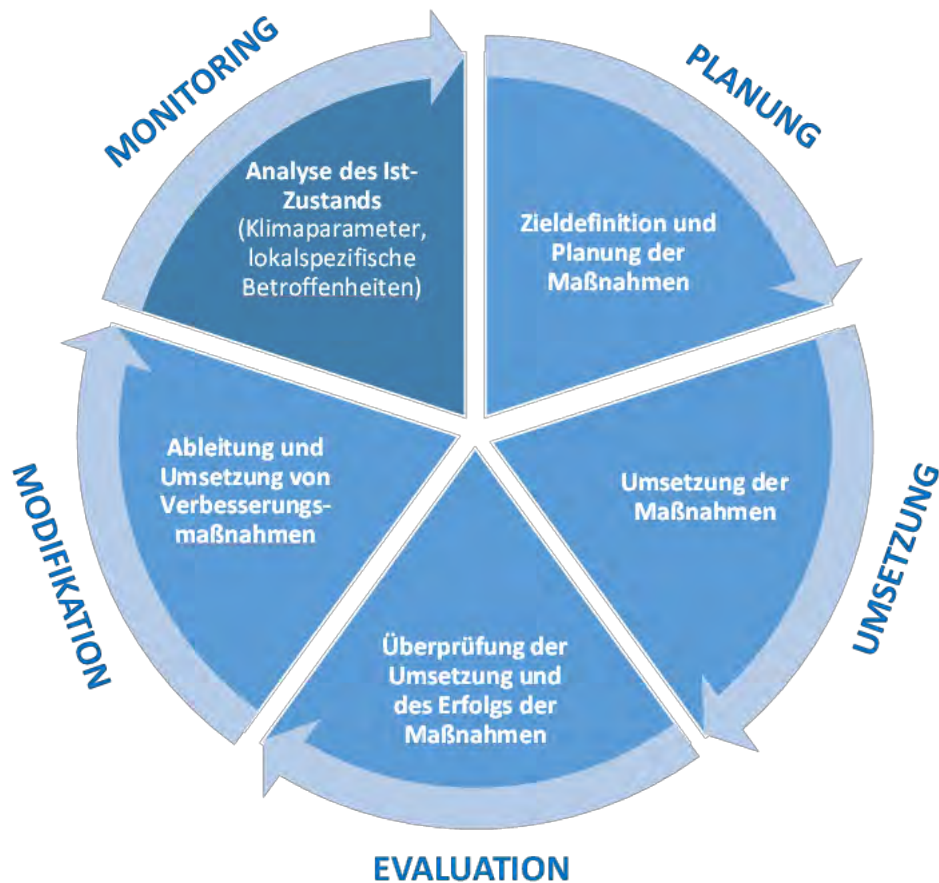 MONITORING
Analyse des Ist-
Zustands
(Klimaparameter,
lokalspezifische
Betroffenheiten)
PLANUNG
Zieldefinition und
Planung der
Maßnahmen
UMSETZUNG
Umsetzung der
Maßnahmen
EVALUATION
Überprüfung der
Umsetzung und
des Erfolgs der
Maßnahmen
MODIFIKATION
Ableitung und
Umsetzung von
Verbesserungs-
maßnahmen